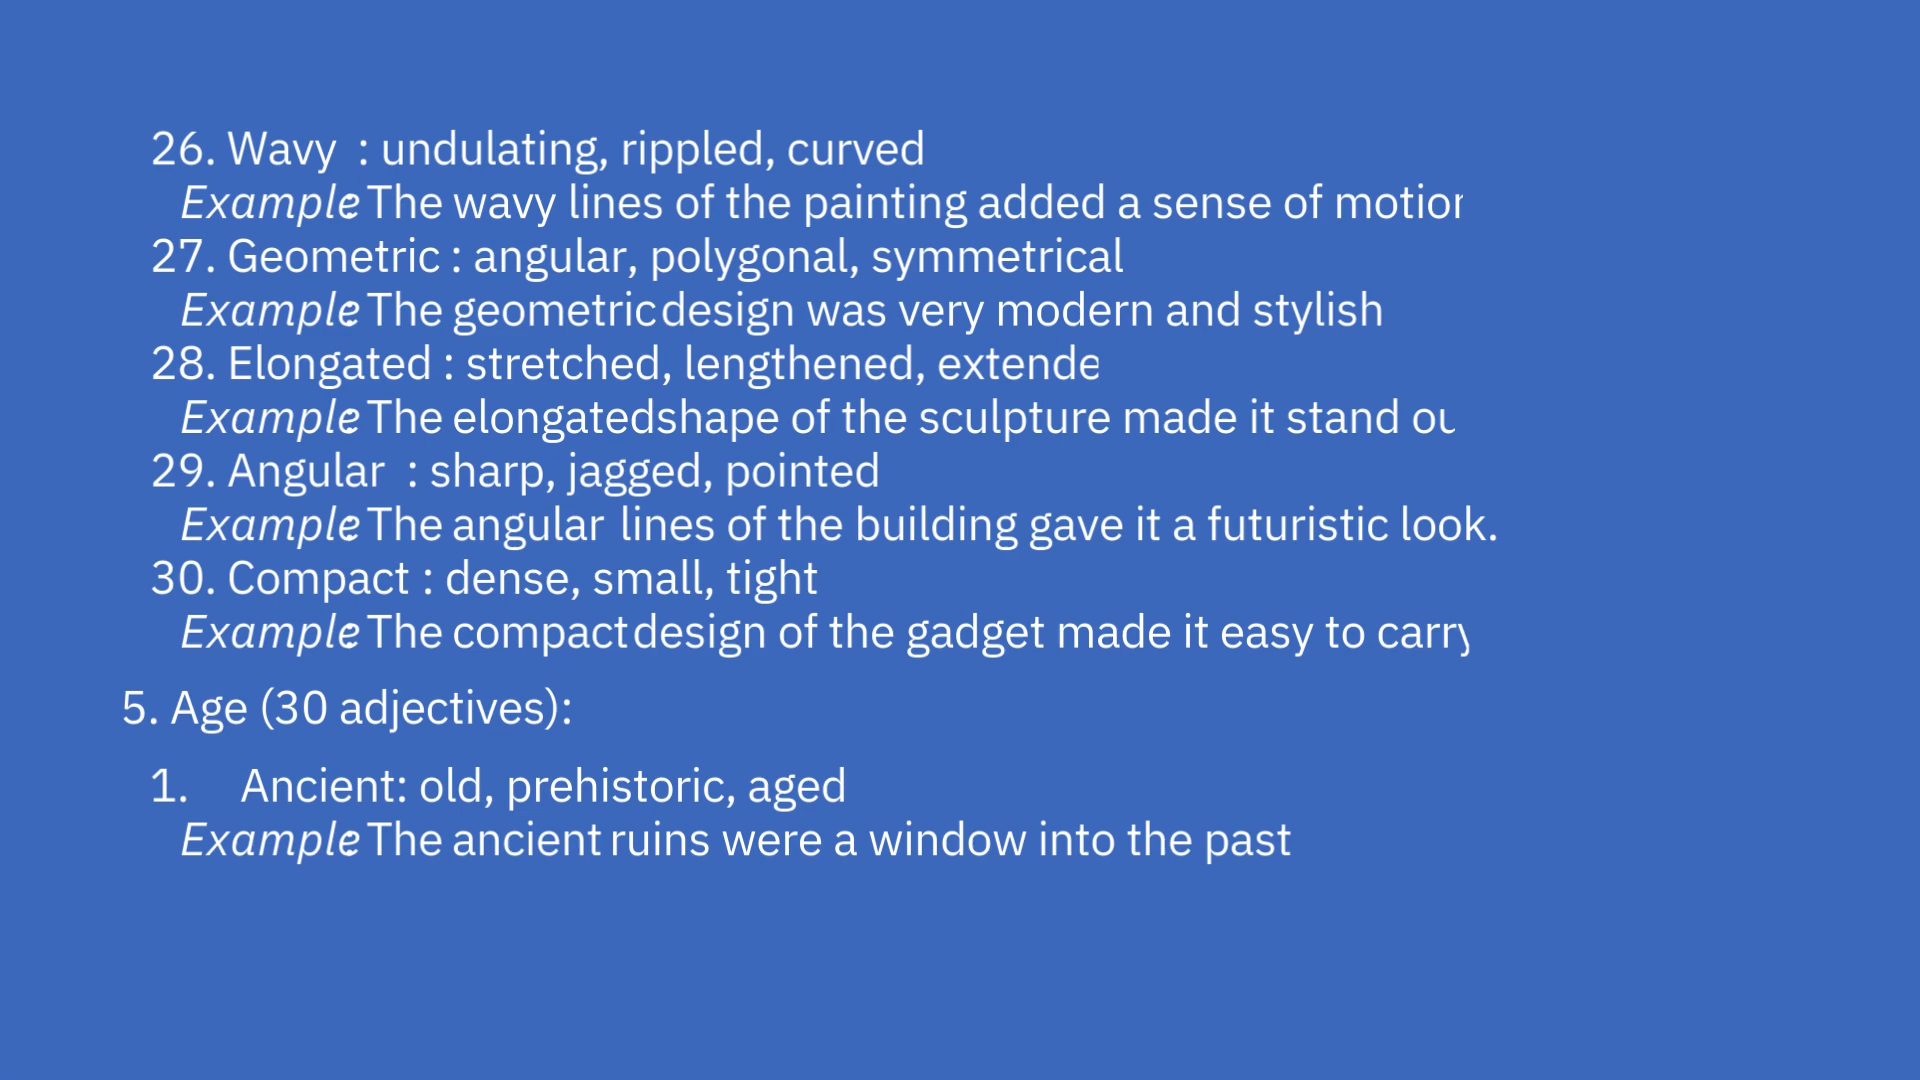 26. Wavy : undulating, rippled, curved
Example: The wavy lines of the painting added a sense of motion
27. Geometric : angular, polygonal, symmetrical
Example: The geometric design was very modern and stylish
28. Elongated : stretched, lengthened, extende
Example: The elongated shape of the sculpture made it stand ou
29. Angular : sharp, jagged, pointed
Example: The angular lines of the building gave it a futuristic look.
30. Compact : dense, small, tight
Example: The compact design of the gadget made it easy to carry
5. Age (30 adjectives):
1. Ancient: old, prehistoric, aged
Example: The ancient ruins were a window into the past